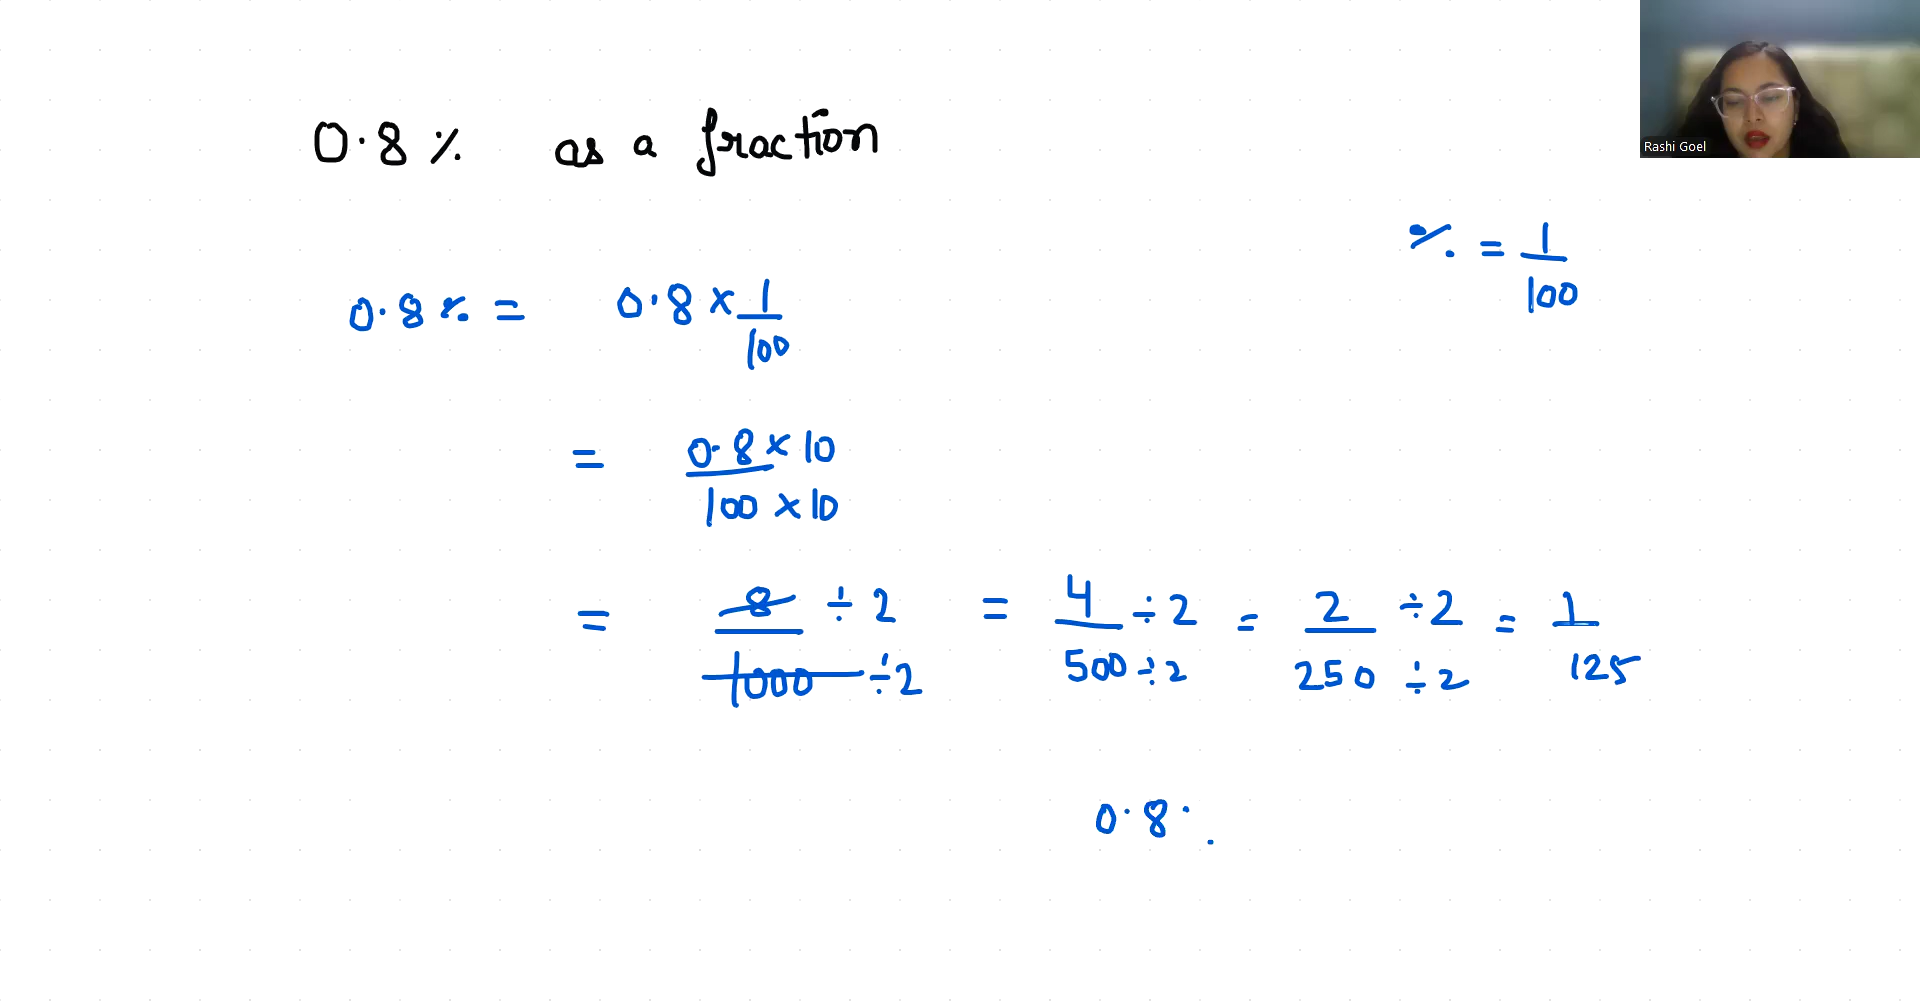 0.8% as a fraction
Rashi Goel
% = 1/100
0.8% = 0.8 × 1/100
= 0.8 × 10 / 100 × 10
= 8 ÷ 2 / 1000 ÷ 2 = 4 ÷ 2 / 500 ÷ 2 = 2 ÷ 2 / 250 ÷ 2 = 1/125
0.8